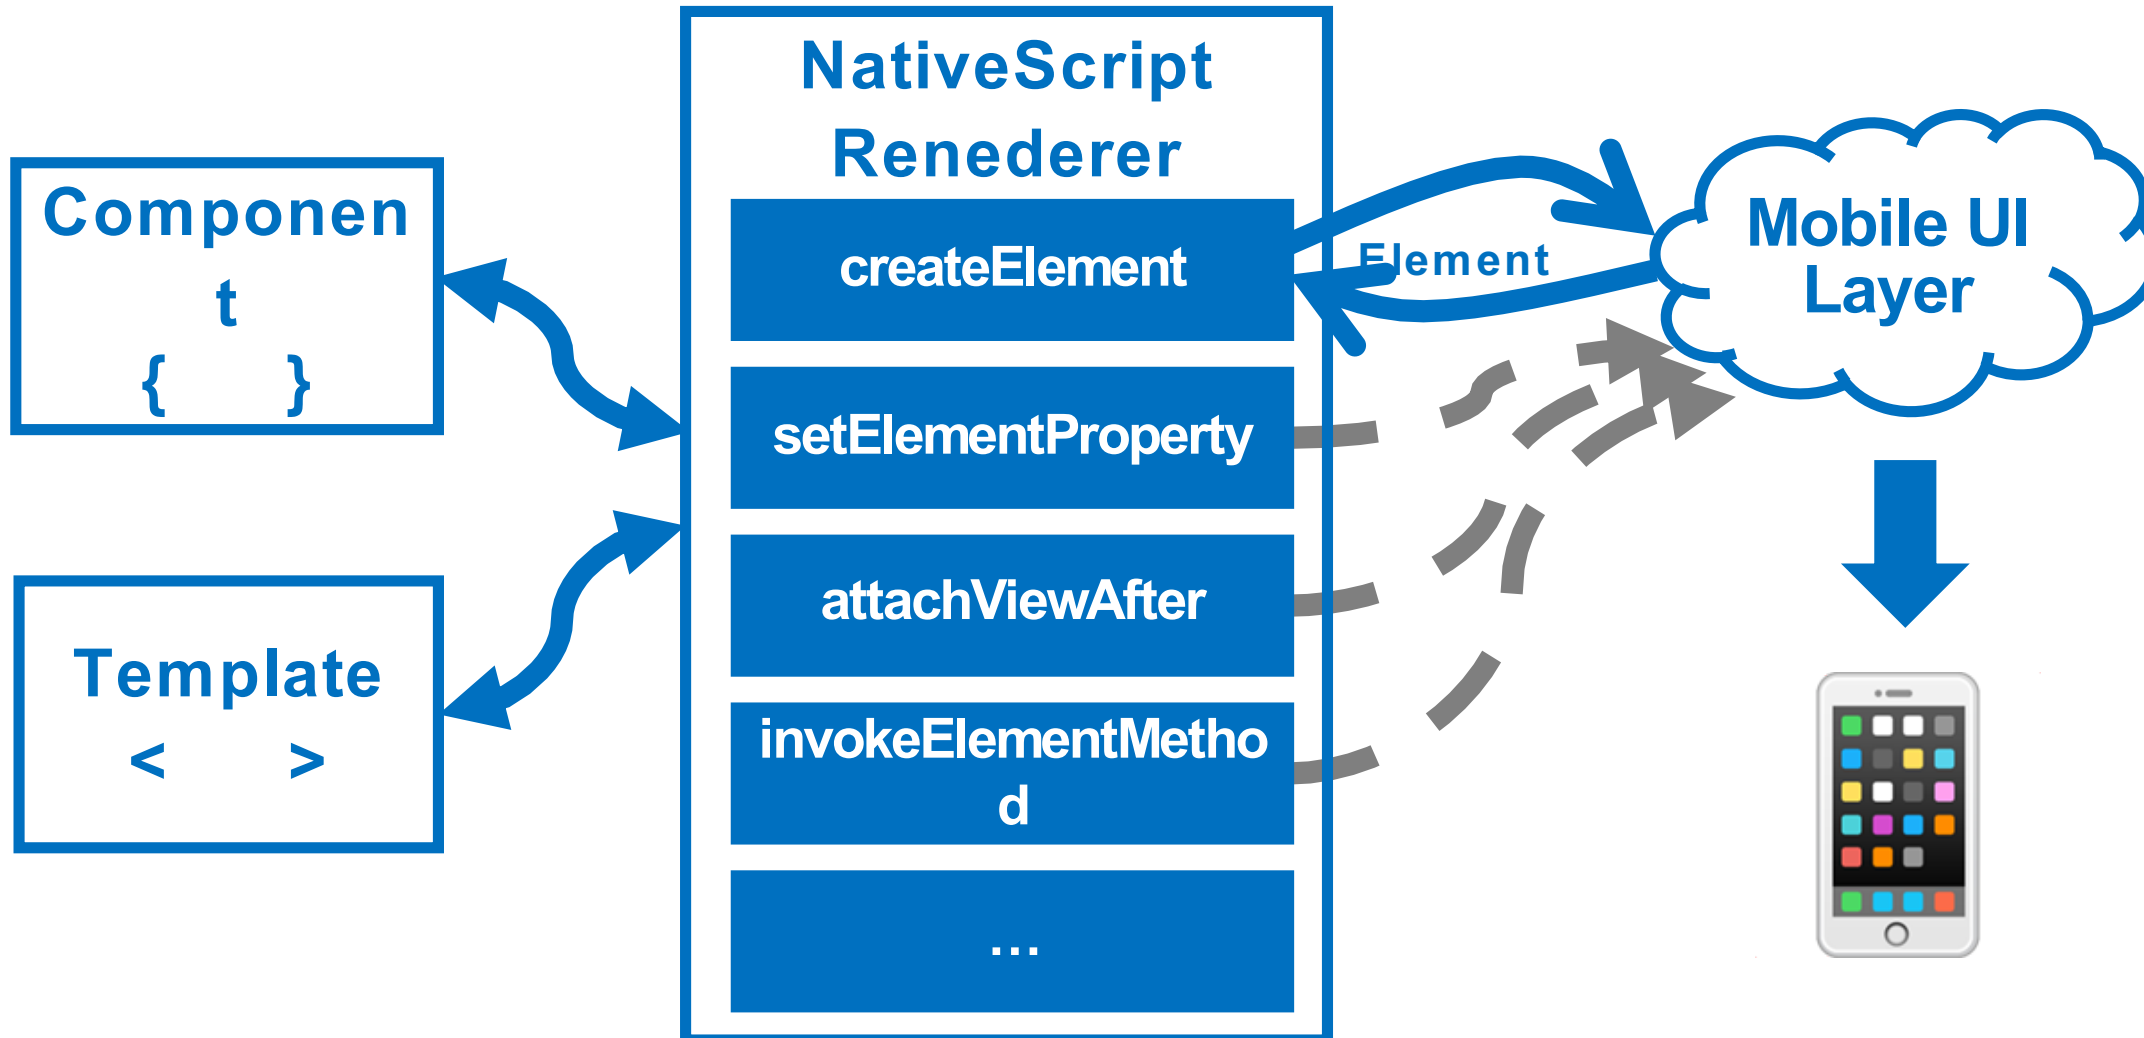 NativeScript
Renederer
Componen
t
{ }
Template
< >
createElement
setElementProperty
attachViewAfter
invokeElementMetho
d
...
Element
Mobile UI
Layer